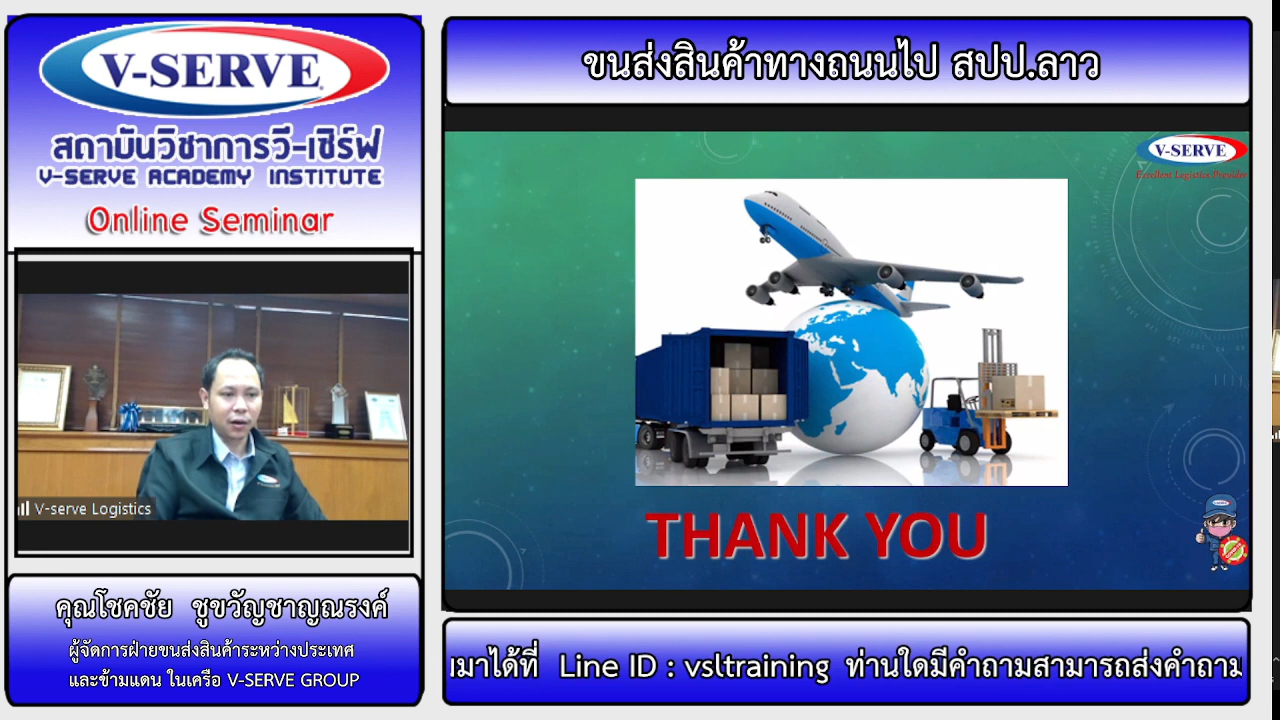 V-SERVE
สถาบันวิชาการวี-เซิร์ฟ
V-SERVE ACADEMY INSTITUTE
Online Seminar
V-serve Logistics
คุณโชคชัย ชูขวัญชาญณรงค์
ผู้จัดการฝ่ายขนส่งสินค้าระหว่างประเทศ
และข้ามแดน ในเครือ V-SERVE GROUP
ขนส่งสินค้าทางถนนไป สปป.ลาว
V-SERVE
Excellent Logistics Provider
THANK YOU
มาได้ที่ Line ID : vsltraining ท่านใดมีคำถามสามารถส่งคำถาม